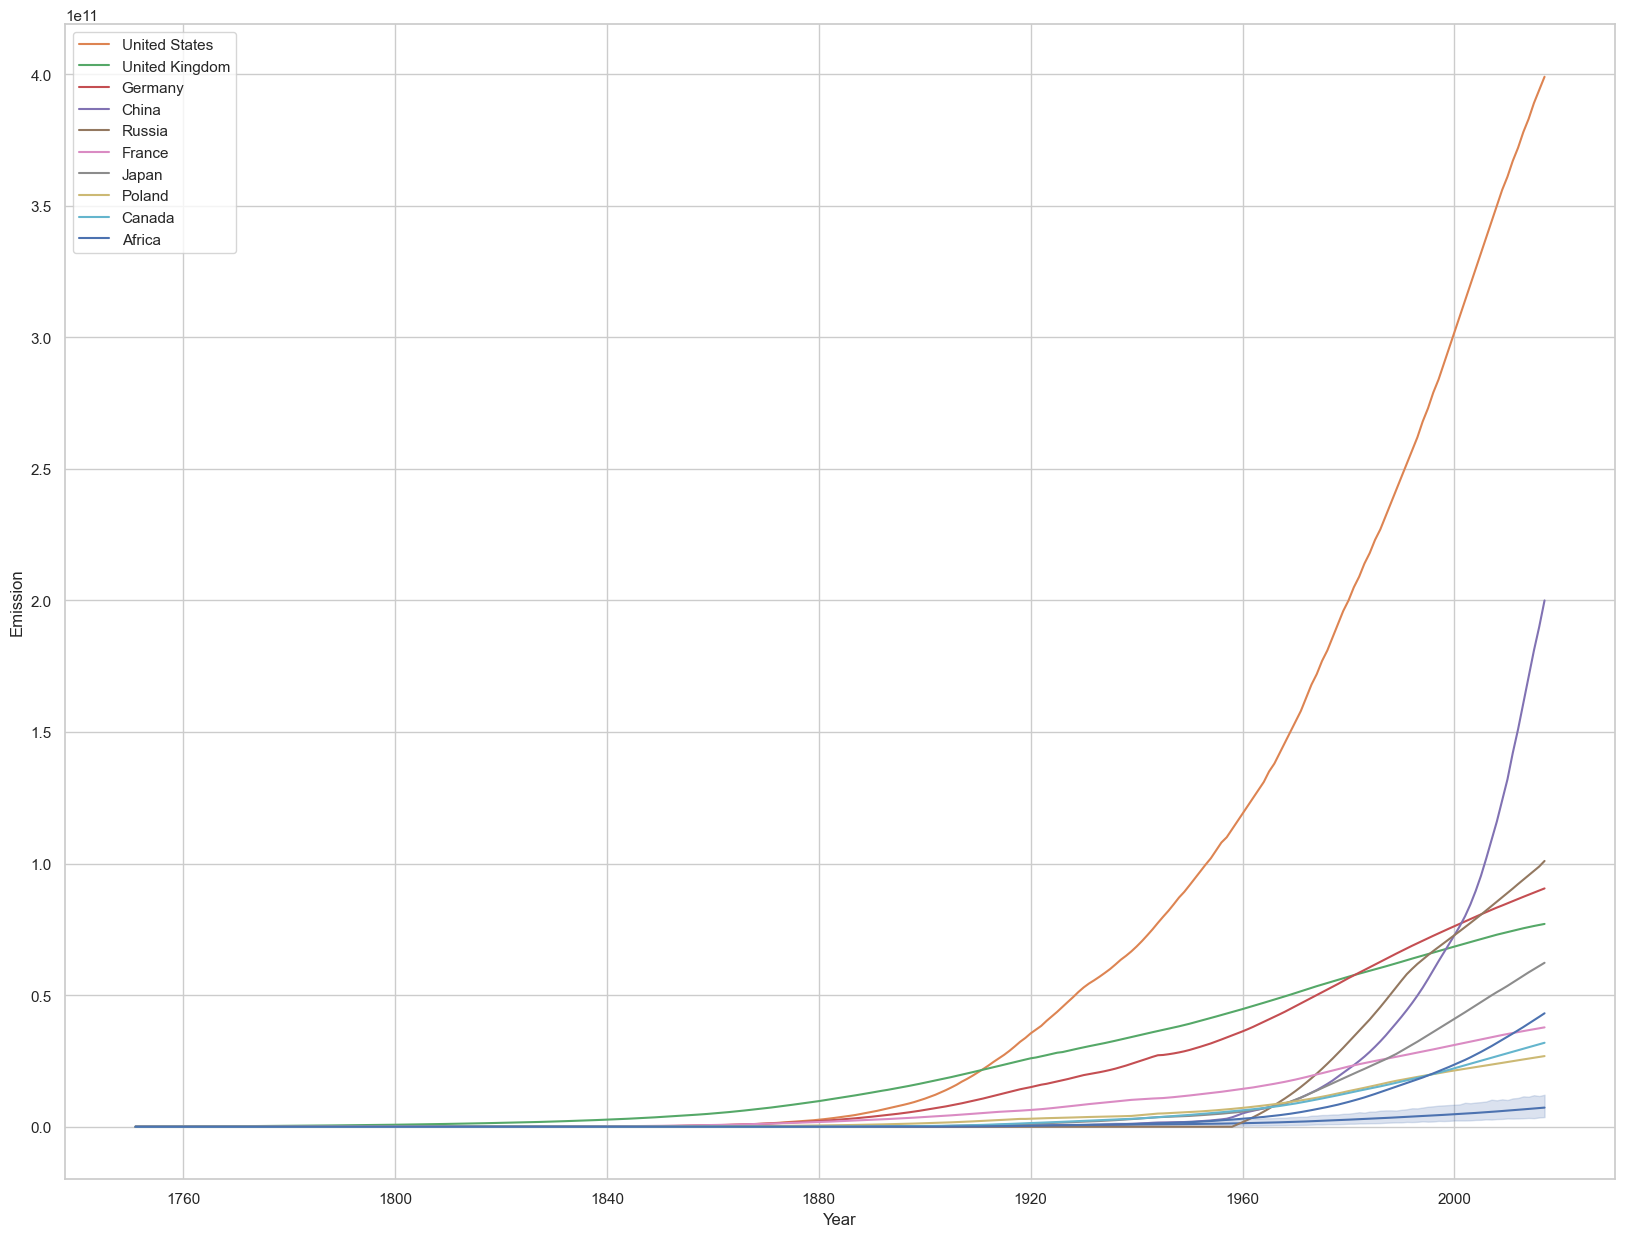 1e11
4.0
3.5
3.0
2.5
2.0
1.5
1.0
0.5
0.0
Emission
United States
United Kingdom
Germany
China
Russia
France
Japan
Poland
Canada
Africa
1760
1800
1840
1880
1920
1960
2000
Year